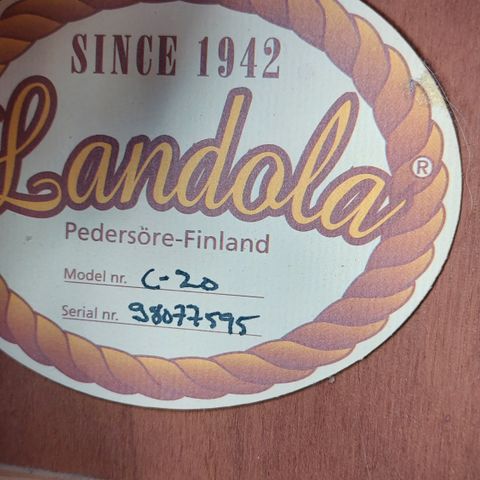 SINCE 1942
Landola®
Pedersöre-Finland
Model nr. C-20
Serial nr. 98077595